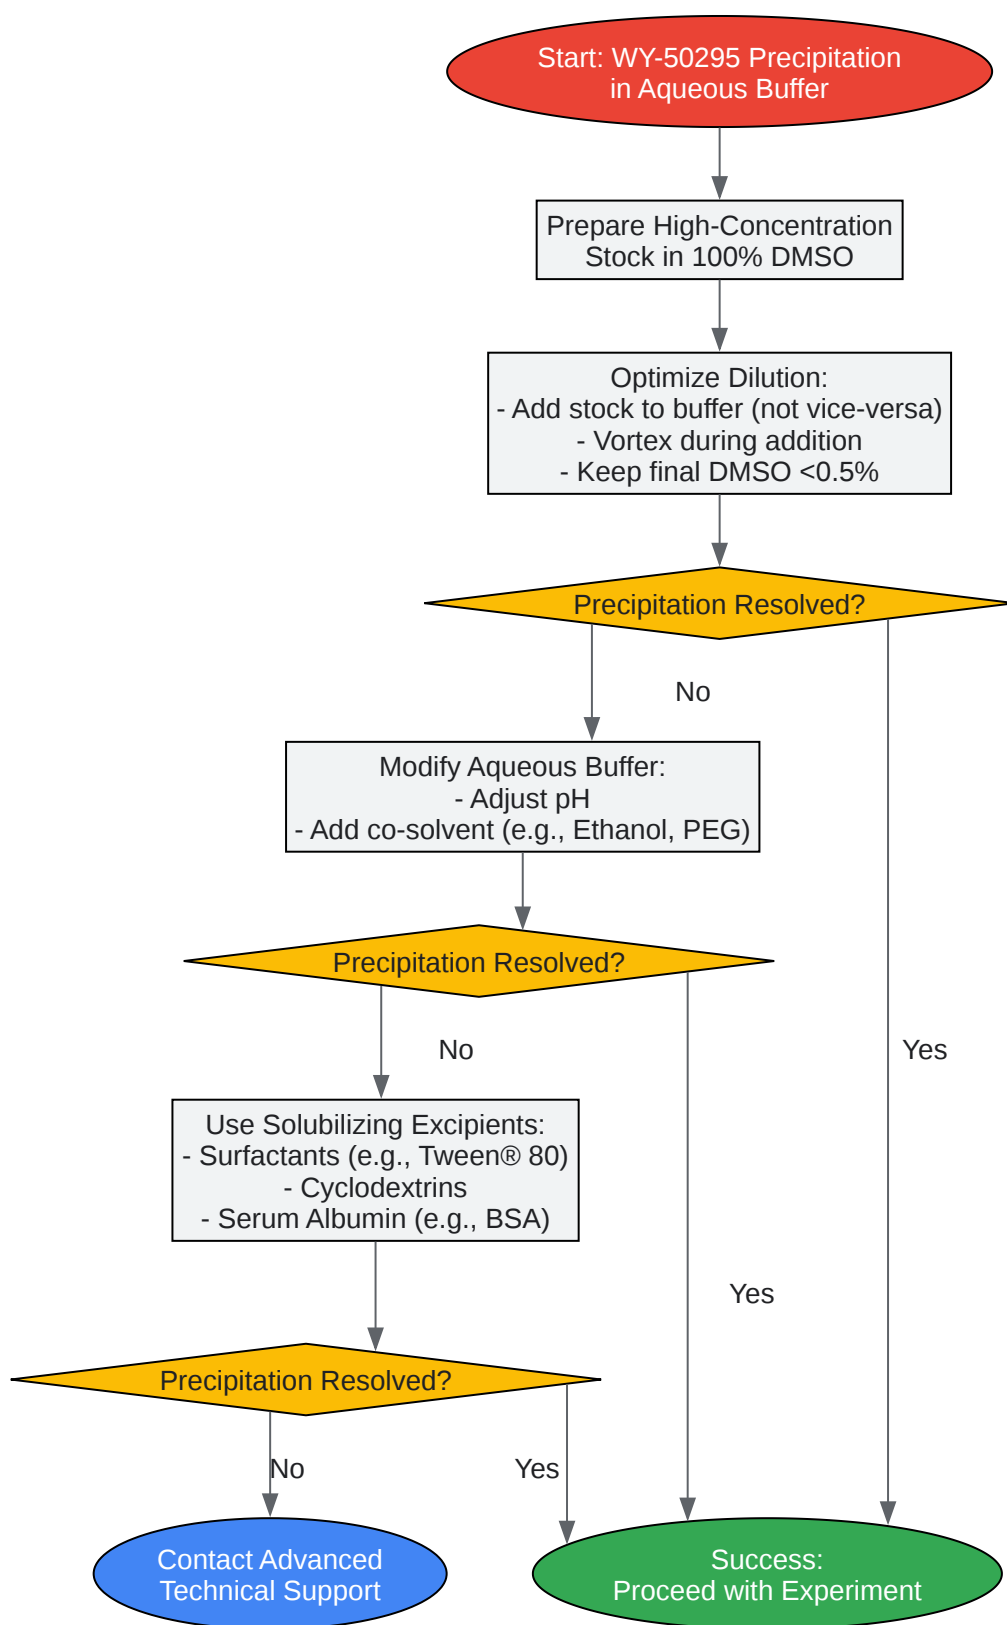 Start: WY-50295 Precipitation
in Aqueous Buffer
Prepare High-Concentration
Stock in 100% DMSO
Optimize Dilution:
- Add stock to buffer (not vice-versa)
- Vortex during addition
- Keep final DMSO <0.5%
Precipitation Resolved?
No
Modify Aqueous Buffer:
- Adjust pH
- Add co-solvent (e.g., Ethanol, PEG)
Precipitation Resolved?
No
Yes
Use Solubilizing Excipients:
- Surfactants (e.g., Tween® 80)
- Cyclodextrins
- Serum Albumin (e.g., BSA)
Yes
Precipitation Resolved?
No
Yes
Contact Advanced
Technical Support
Success:
Proceed with Experiment